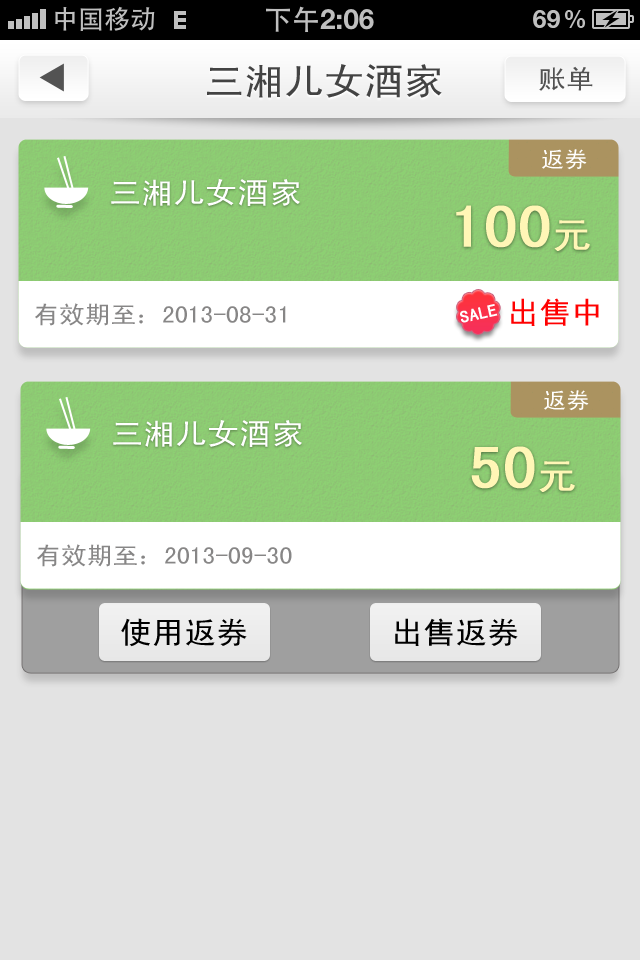 中国移动 E 下午2:06 69%
三湘儿女酒家
账单
返券
三湘儿女酒家
100元
有效期至：2013-08-31
SALE 出售中
返券
三湘儿女酒家
50元
有效期至：2013-09-30
使用返券 出售返券